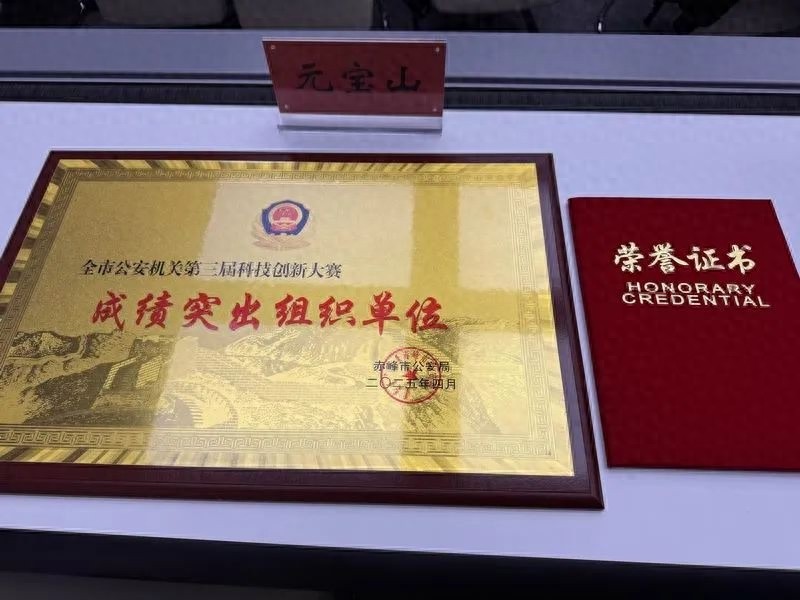 元宝山
全市公安机关第三届科技创新大赛
成绩突出组织单位
赤峰市公安局
二〇二五年四月
荣誉证书
HONORARY
CREDENTIAL